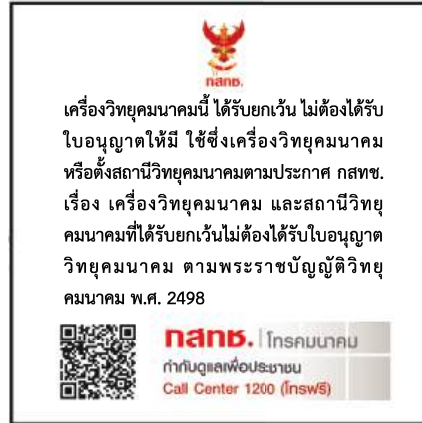 กสทช.
เครื่องวิทยุคมนาคมนี้ ได้รับยกเว้น ไม่ต้องได้รับ
ใบอนุญาตให้มี ใช้ซึ่งเครื่องวิทยุคมนาคม
หรือตั้งสถานีวิทยุคมนาคมตามประกาศ กสทช.
เรื่อง เครื่องวิทยุคมนาคม และสถานีวิทยุ
คมนาคมที่ได้รับยกเว้นไม่ต้องได้รับใบอนุญาต
วิทยุคมนาคม ตามพระราชบัญญัติวิทยุ
คมนาคม พ.ศ. 2498
กสทช. | โทรคมนาคม
กำกับดูแลเพื่อประชาชน
Call Center 1200 (โทรฟรี)